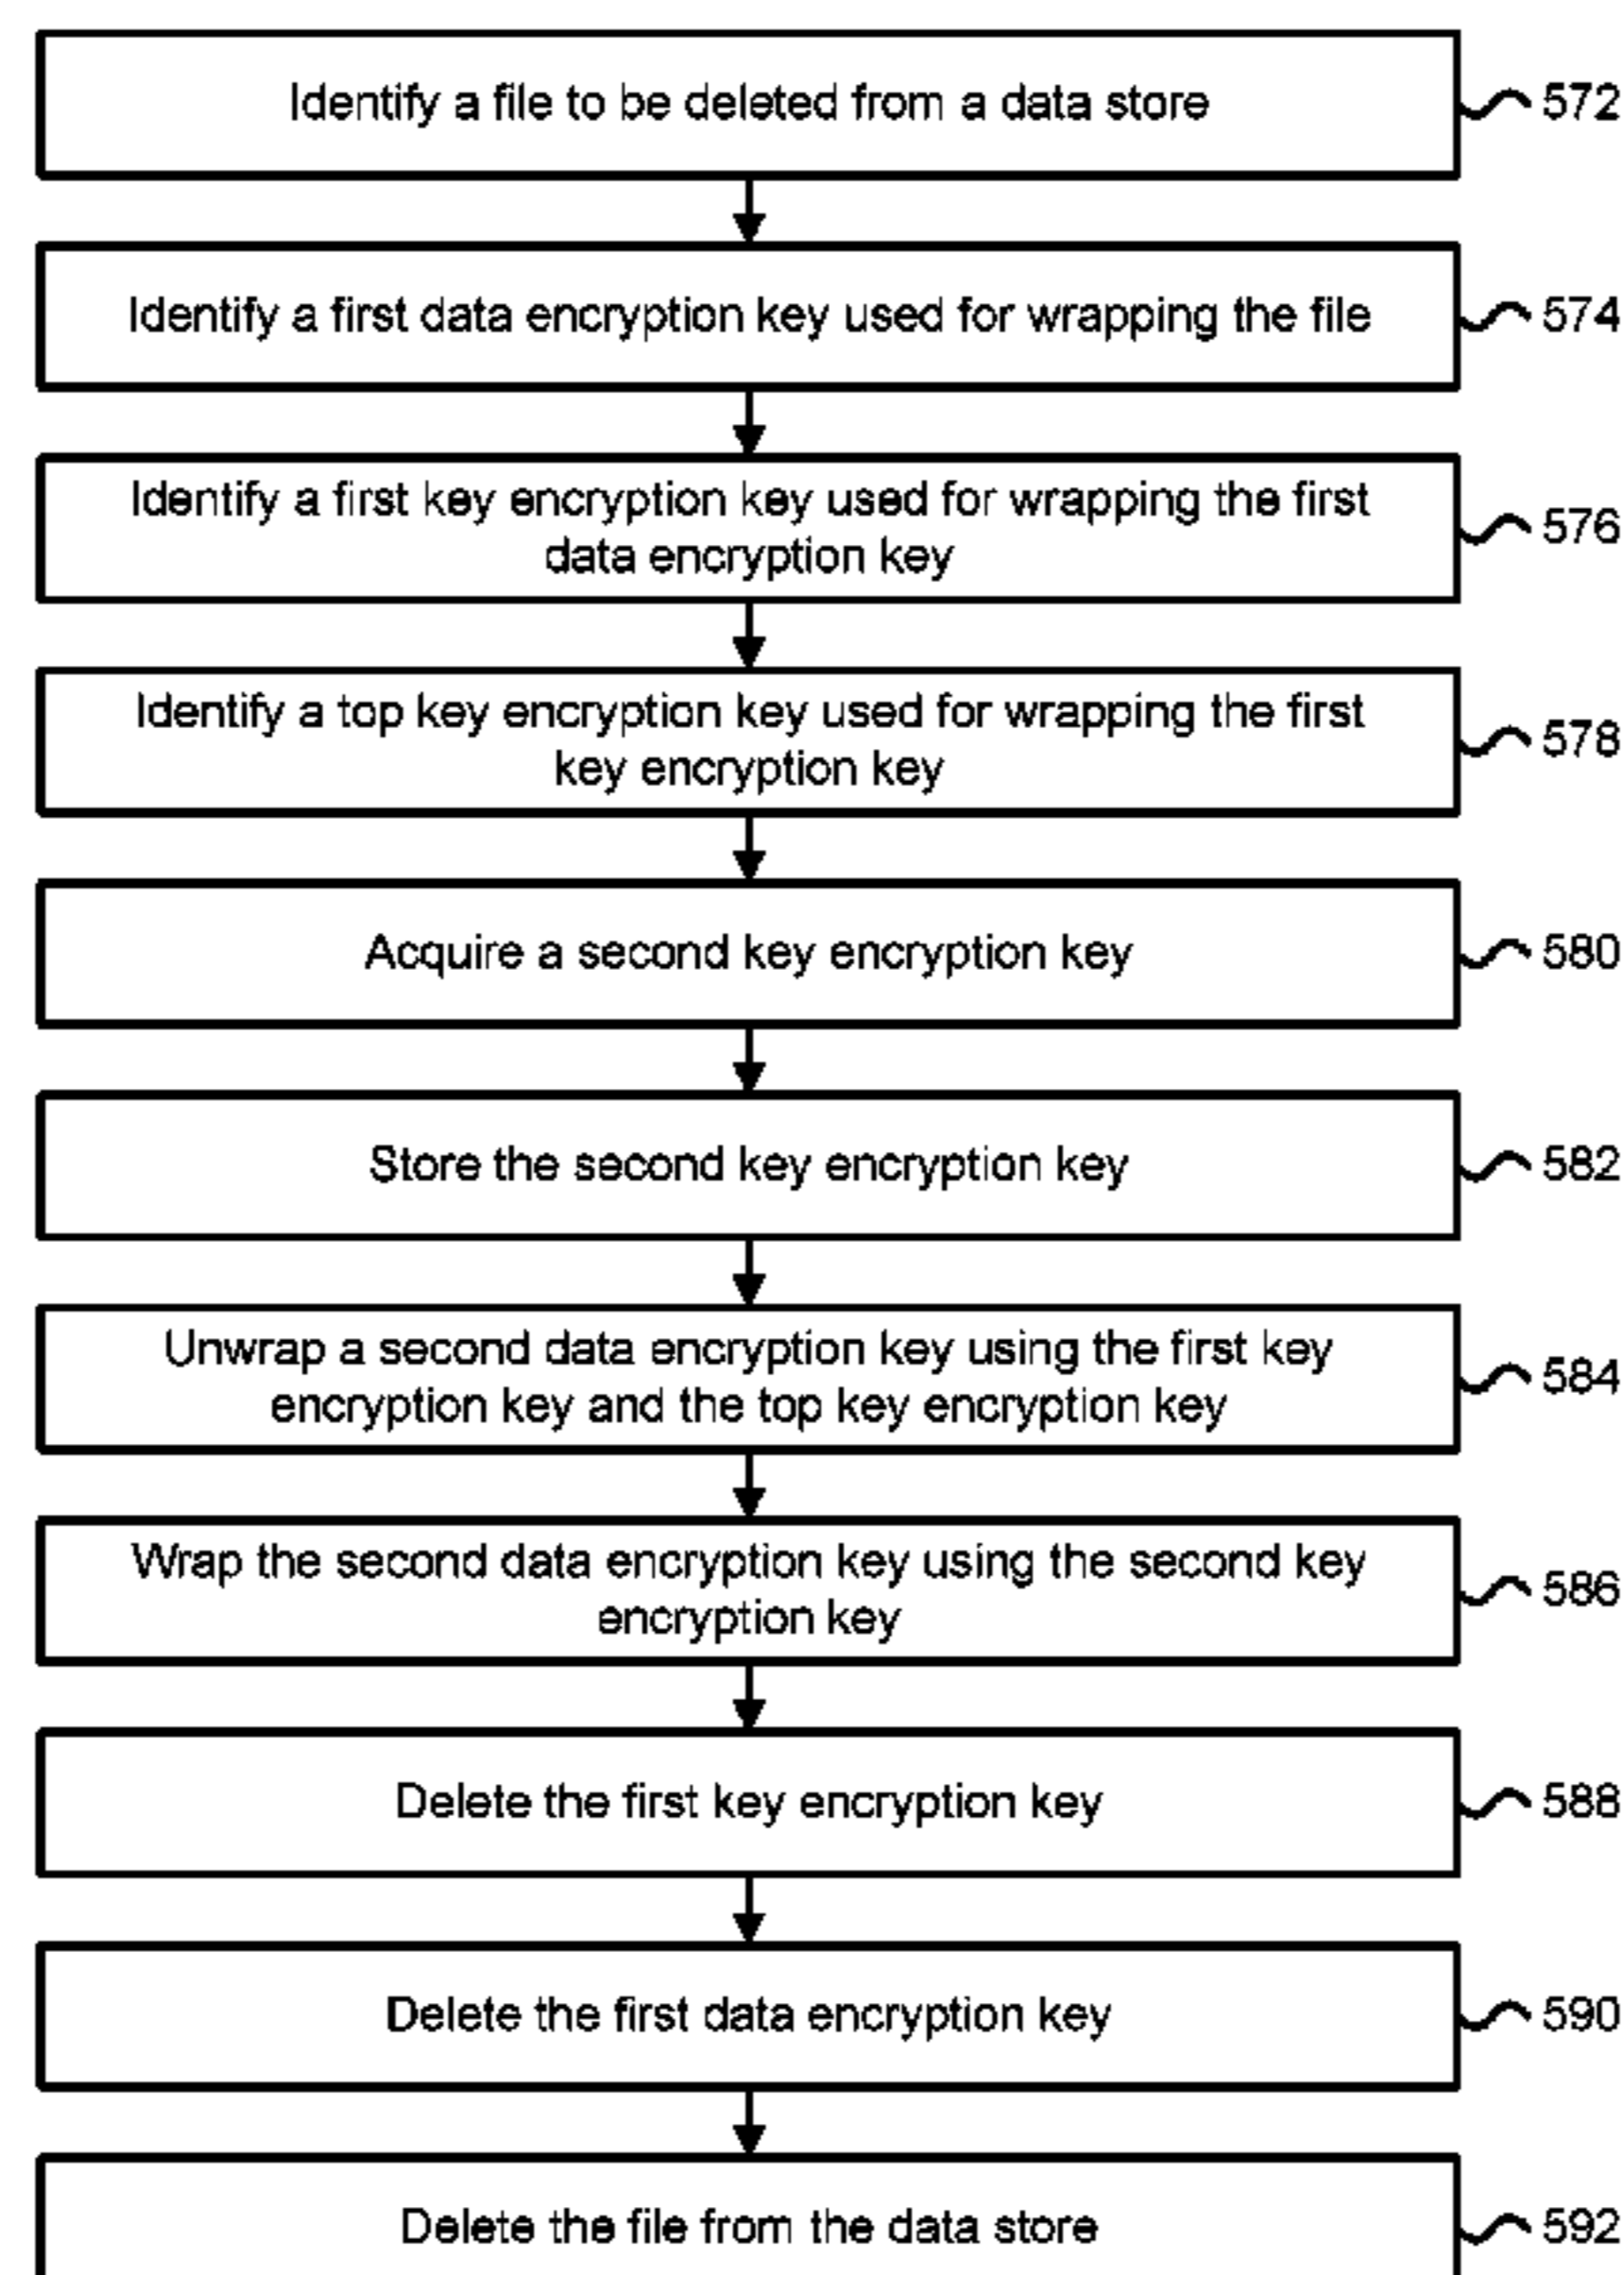 Identify a file to be deleted from a data store
572
Identify a first data encryption key used for wrapping the file
574
Identify a first key encryption key used for wrapping the first
data encryption key
576
Identify a top key encryption key used for wrapping the first
key encryption key
578
Acquire a second key encryption key
580
Store the second key encryption key
582
Unwrap a second data encryption key using the first key
encryption key and the top key encryption key
584
Wrap the second data encryption key using the second key
encryption key
586
Delete the first key encryption key
588
Delete the first data encryption key
590
Delete the file from the data store
592